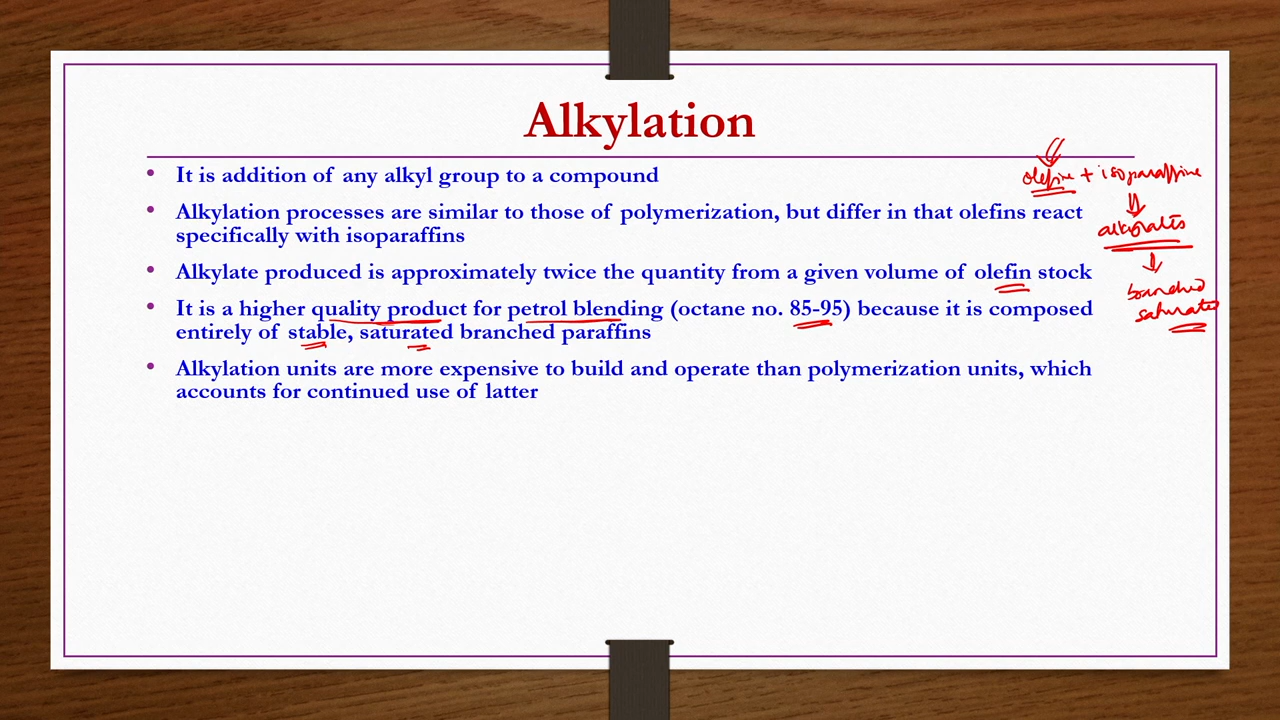 Alkylation
• It is addition of any alkyl group to a compound
• Alkylation processes are similar to those of polymerization, but differ in that olefins react
specifically with isoparaffins
• Alkylate produced is approximately twice the quantity from a given volume of olefin stock
• It is a higher quality product for petrol blending (octane no. 85-95) because it is composed
entirely of stable, saturated branched paraffins
• Alkylation units are more expensive to build and operate than polymerization units, which
accounts for continued use of latter
olefine + isoparaffine
alkylates
branched
saturated